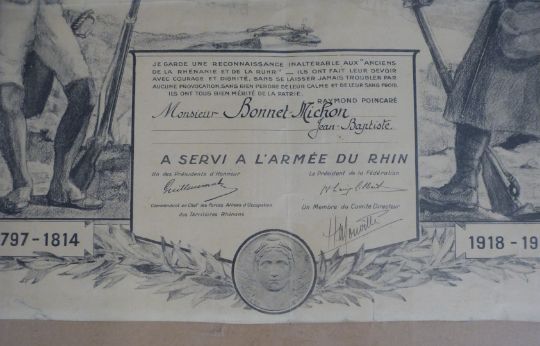 JE GARDE UNE RECONNAISSANCE INALTERABLE AUX "ANCIENS
DE LA RHÉNANIE ET DE LA RUHR" — ILS ONT FAIT LEUR DEVOIR
AVEC COURAGE ET DIGNITÉ, SANS SE LAISSER JAMAIS TROUBLER PAR
AUCUNE PROVOCATION, SANS RIEN PERDRE DE LEUR CALME ET DE LEUR SANG FROID.
ILS ONT TOUS BIEN MÉRITÉ DE LA PATRIE.
RAYMOND POINCARÉ
Monsieur Bonnet-Michon
Jean-Baptiste
A SERVI A L'ARMÉE DU RHIN
Un des Présidents d'Honneur
Le Président de la Fédération
Guillaumat
Commandant en Chef des Forces Alliées d'Occupation
des Territoires Rhénans
Un Membre du Comité Directeur
797-1814
1918-19